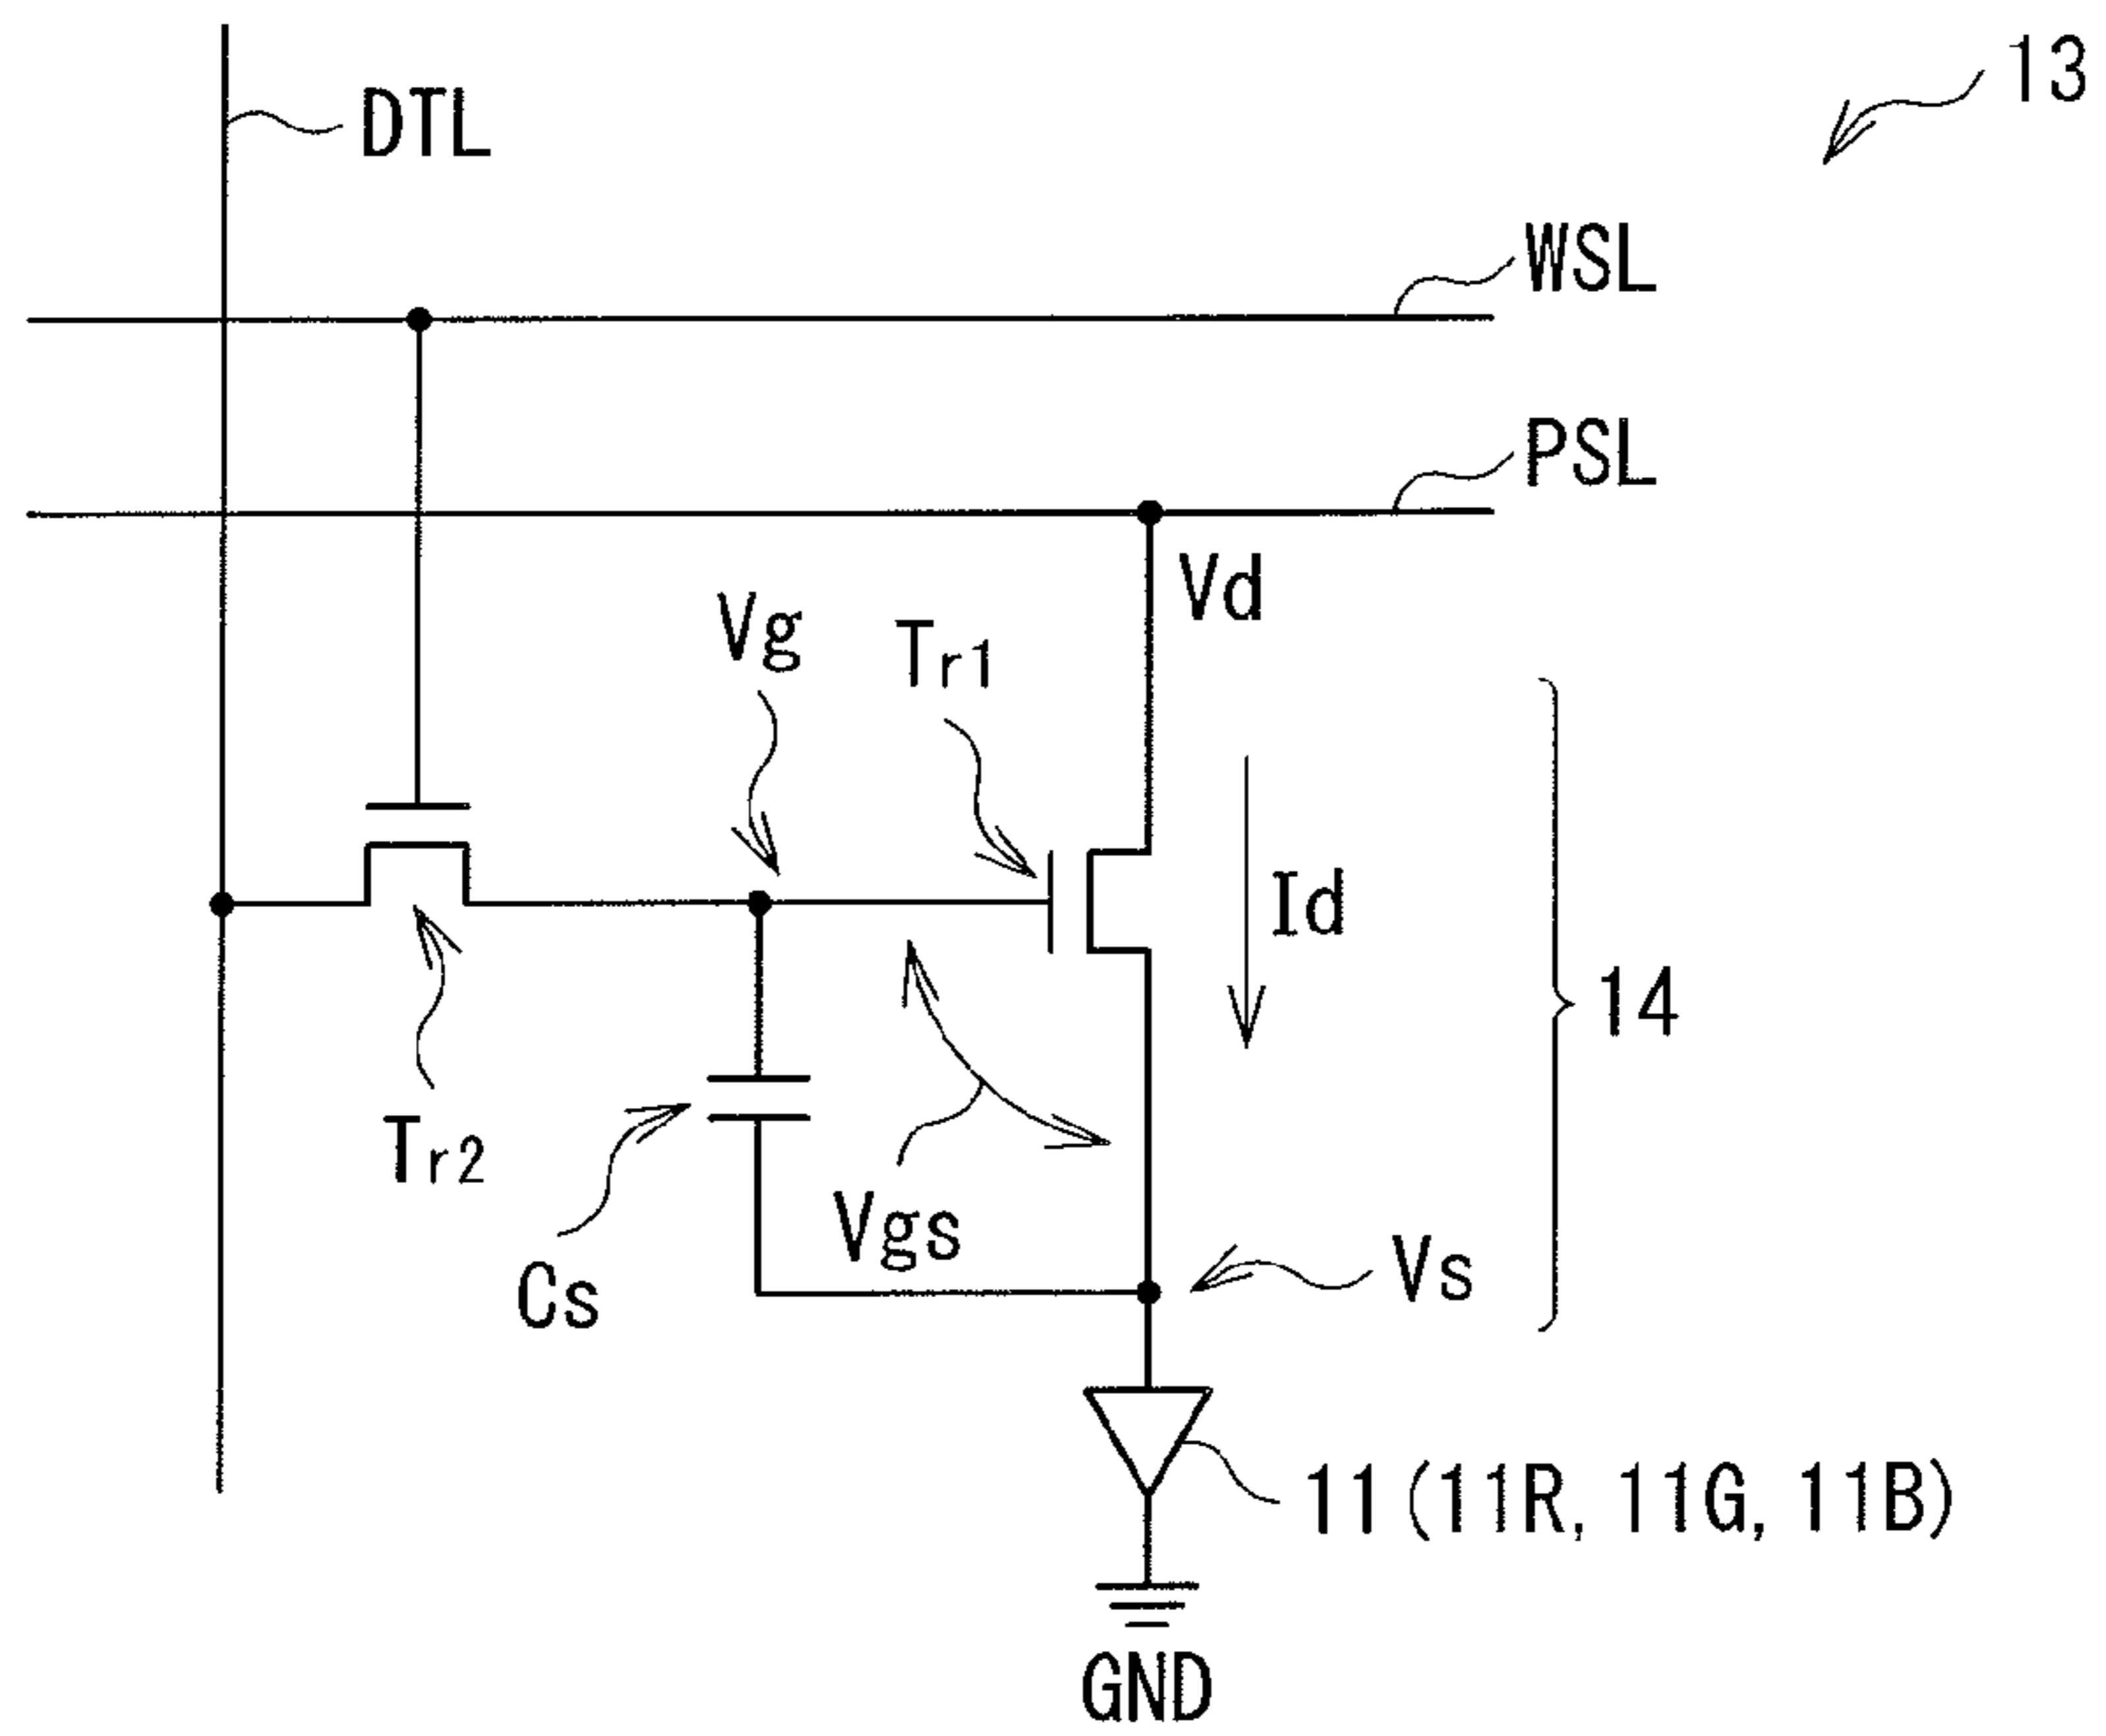 13
DTL
WSL
PSL
Vd
Vg
Tr1
Id
14
Tr2
Vgs
Cs
Vs
11 (11R, 11G, 11B)
GND